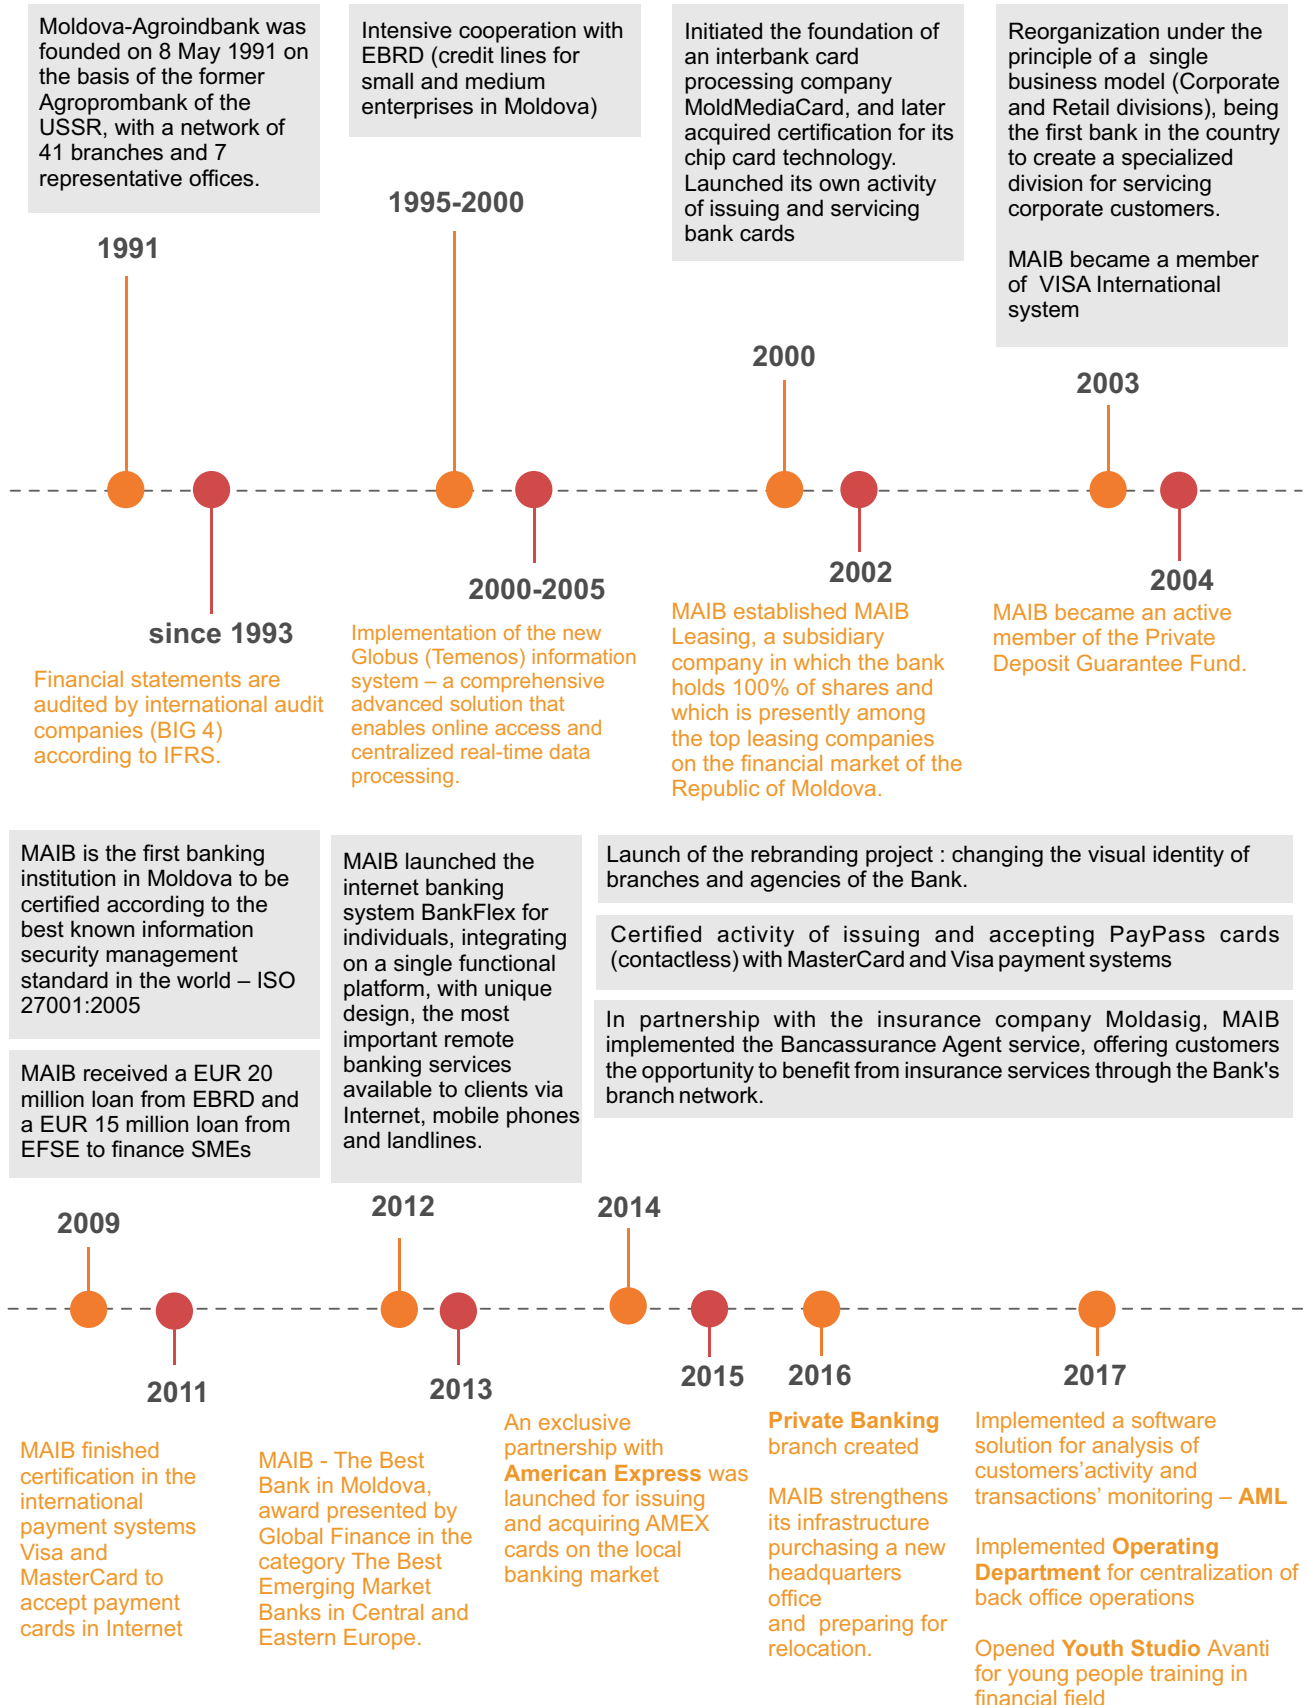 Moldova-Agroindbank was
founded on 8 May 1991 on
the basis of the former
Agroprombank of the
USSR, with a network of
41 branches and 7
representative offices.
1991
Intensive cooperation with
EBRD (credit lines for
small and medium
enterprises in Moldova)
1995-2000
Initiated the foundation of
an interbank card
processing company
MoldMediaCard, and later
acquired certification for its
chip card technology.
Launched its own activity
of issuing and servicing
bank cards
2000
Reorganization under the
principle of a single
business model (Corporate
and Retail divisions), being
the first bank in the country
to create a specialized
division for servicing
corporate customers.
MAIB became a member
of VISA International
system
2003
since 1993
Financial statements are
audited by international audit
companies (BIG 4)
according to IFRS.
2000-2005
Implementation of the new
Globus (Temenos) information
system – a comprehensive
advanced solution that
enables online access and
centralized real-time data
processing.
2002
MAIB established MAIB
Leasing, a subsidiary
company in which the bank
holds 100% of shares and
which is presently among
the top leasing companies
on the financial market of the
Republic of Moldova.
2004
MAIB became an active
member of the Private
Deposit Guarantee Fund.
MAIB is the first banking
institution in Moldova to be
certified according to the
best known information
security management
standard in the world – ISO
27001:2005
MAIB received a EUR 20
million loan from EBRD and
a EUR 15 million loan from
EFSE to finance SMEs
2009
MAIB launched the
internet banking
system BankFlex for
individuals, integrating
on a single functional
platform, with unique
design, the most
important remote
banking services
available to clients via
Internet, mobile phones
and landlines.
2012
Launch of the rebranding project : changing the visual identity of
branches and agencies of the Bank.
Certified activity of issuing and accepting PayPass cards
(contactless) with MasterCard and Visa payment systems
In partnership with the insurance company Moldasig, MAIB
implemented the Bancassurance Agent service, offering customers
the opportunity to benefit from insurance services through the Bank's
branch network.
2014
2011
MAIB finished
certification in the
international
payment systems
Visa and
MasterCard to
accept payment
cards in Internet
2013
MAIB - The Best
Bank in Moldova,
award presented by
Global Finance in the
category The Best
Emerging Market
Banks in Central and
Eastern Europe.
2015
An exclusive
partnership with
American Express was
launched for issuing
and acquiring AMEX
cards on the local
banking market
2016
Private Banking
branch created
MAIB strengthens
its infrastructure
purchasing a new
headquarters
office
and preparing for
relocation.
2017
Implemented a software
solution for analysis of
customers’activity and
transactions’ monitoring – AML
Implemented Operating
Department for centralization of
back office operations
Opened Youth Studio Avanti
for young people training in
financial field